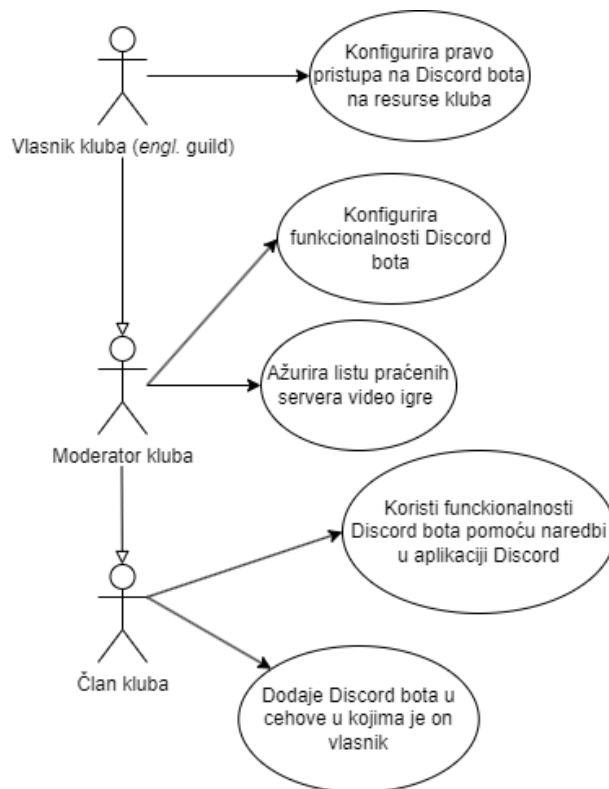 Konfigurira pravo
pristupa na Discord bota
na resurse kluba
Vlasnik kluba (engl. guild)
Konfigurira
funkcionalnosti Discord
bota
Ažurira listu praćenih
servera video igre
Moderator kluba
Koristi funckionalnosti
Discord bota pomoću naredbi
u aplikaciji Discord
Član kluba
Dodaje Discord bota u
cehove u kojima je on
vlasnik